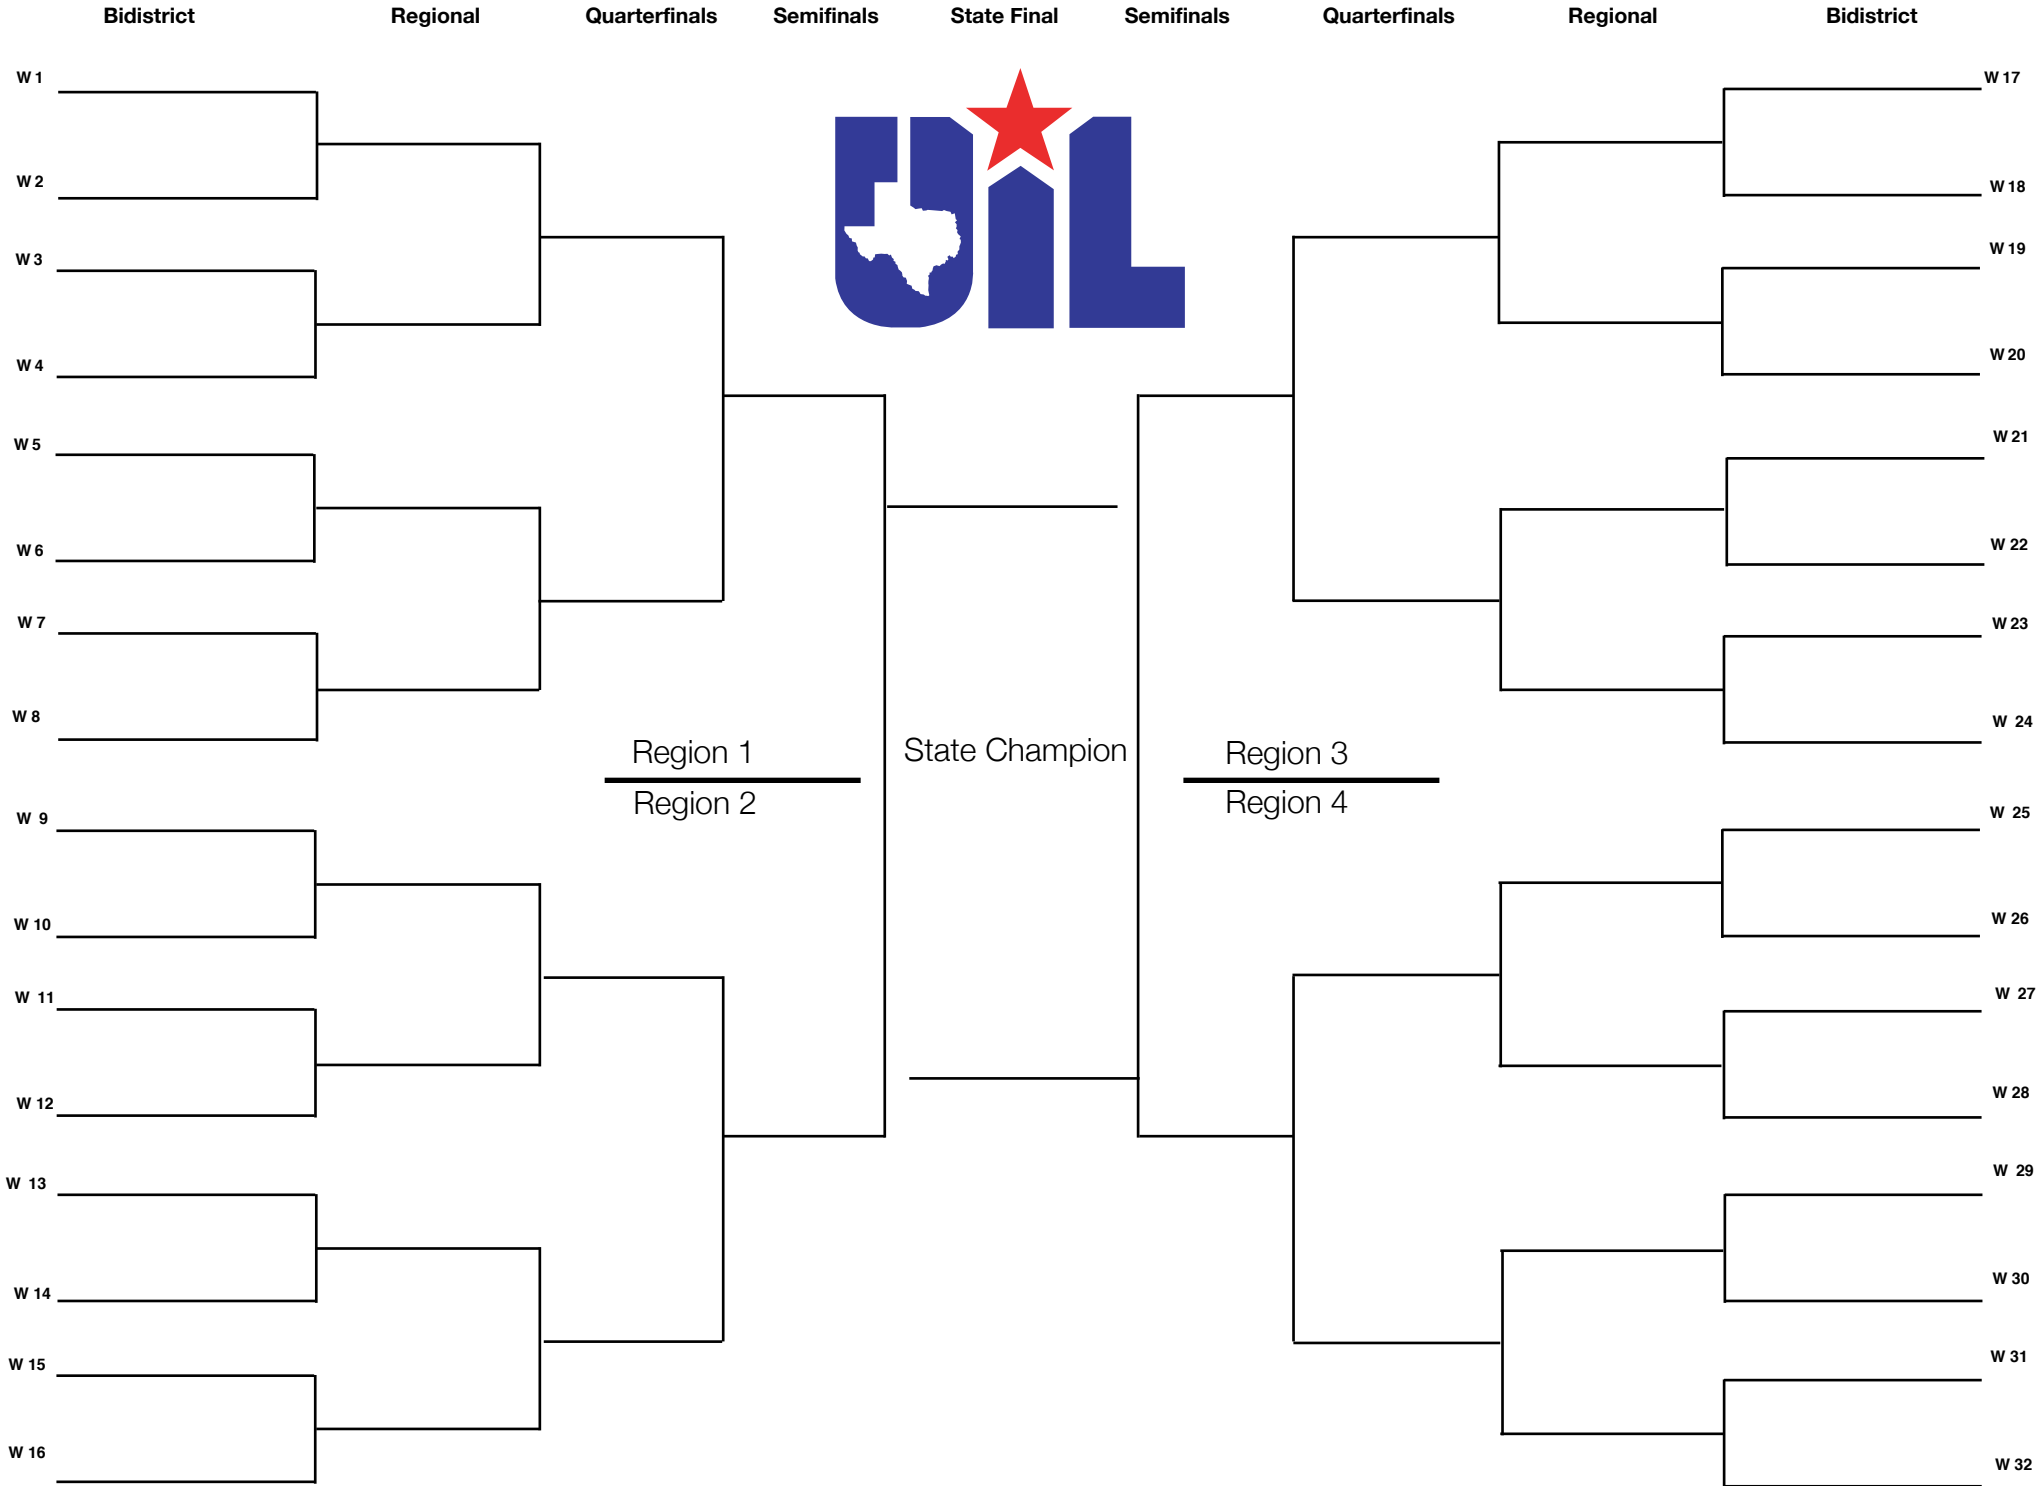 Bidistrict Regional Quarterfinals Semifinals State Final Semifinals Quarterfinals Regional Bidistrict
W 1
W 2
W 3
W 4
W 5
W 6
W 7
W 8
W 9
W 10
W 11
W 12
W 13
W 14
W 15
W 16
UIL
Region 1
Region 2
State Champion
Region 3
Region 4
W 17
W 18
W 19
W 20
W 21
W 22
W 23
W 24
W 25
W 26
W 27
W 28
W 29
W 30
W 31
W 32